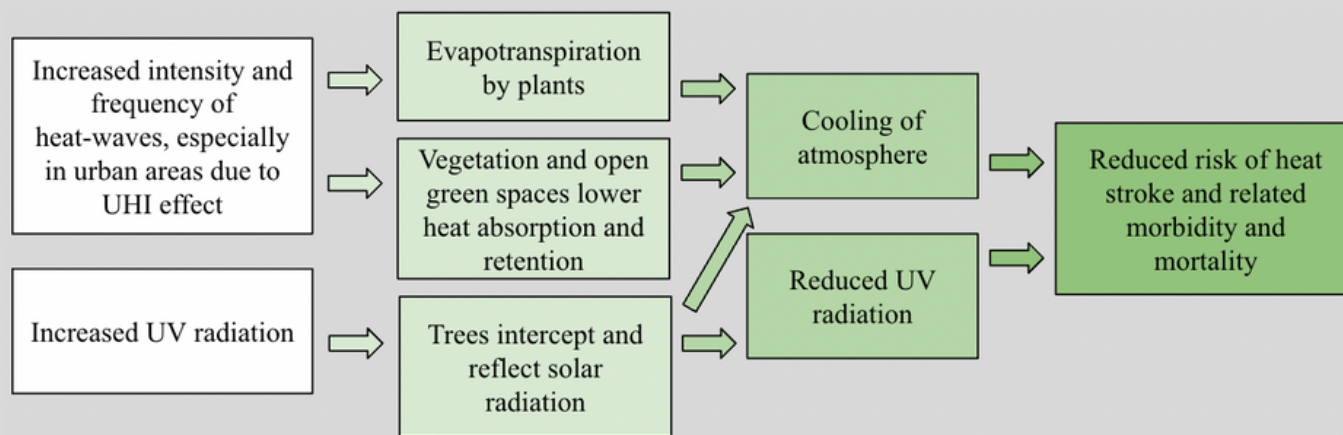 Increased intensity and
frequency of
heat-waves, especially
in urban areas due to
UHI effect
Increased UV radiation
Evapotranspiration
by plants
Vegetation and open
green spaces lower
heat absorption and
retention
Trees intercept and
reflect solar
radiation
Cooling of
atmosphere
Reduced UV
radiation
Reduced risk of heat
stroke and related
morbidity and
mortality